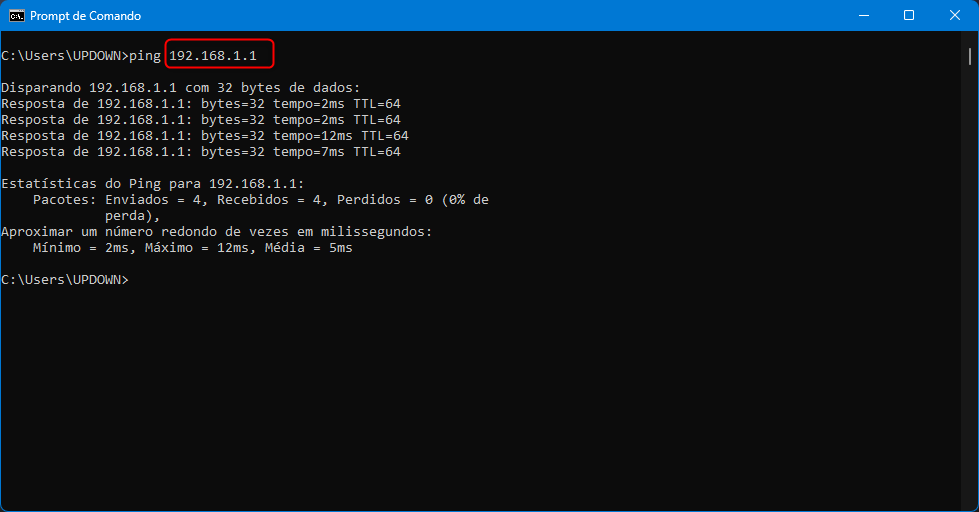 Prompt de Comando
C:\Users\UPDOWN>ping 192.168.1.1
Disparando 192.168.1.1 com 32 bytes de dados:
Resposta de 192.168.1.1: bytes=32 tempo=2ms TTL=64
Resposta de 192.168.1.1: bytes=32 tempo=2ms TTL=64
Resposta de 192.168.1.1: bytes=32 tempo=12ms TTL=64
Resposta de 192.168.1.1: bytes=32 tempo=7ms TTL=64
Estatísticas do Ping para 192.168.1.1:
Pacotes: Enviados = 4, Recebidos = 4, Perdidos = 0 (0% de
perda),
Aproximar um número redondo de vezes em milissegundos:
Mínimo = 2ms, Máximo = 12ms, Média = 5ms
C:\Users\UPDOWN>